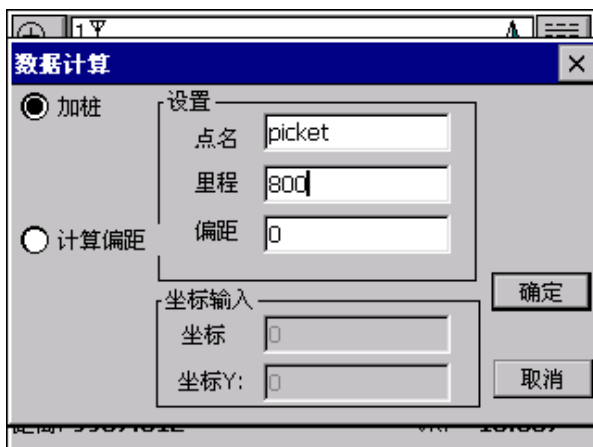 1
数据计算
加桩
设置
点名 picket
里程 800
计算偏距
偏距 0
确定
坐标输入
坐标 0
坐标Y: 0
取消